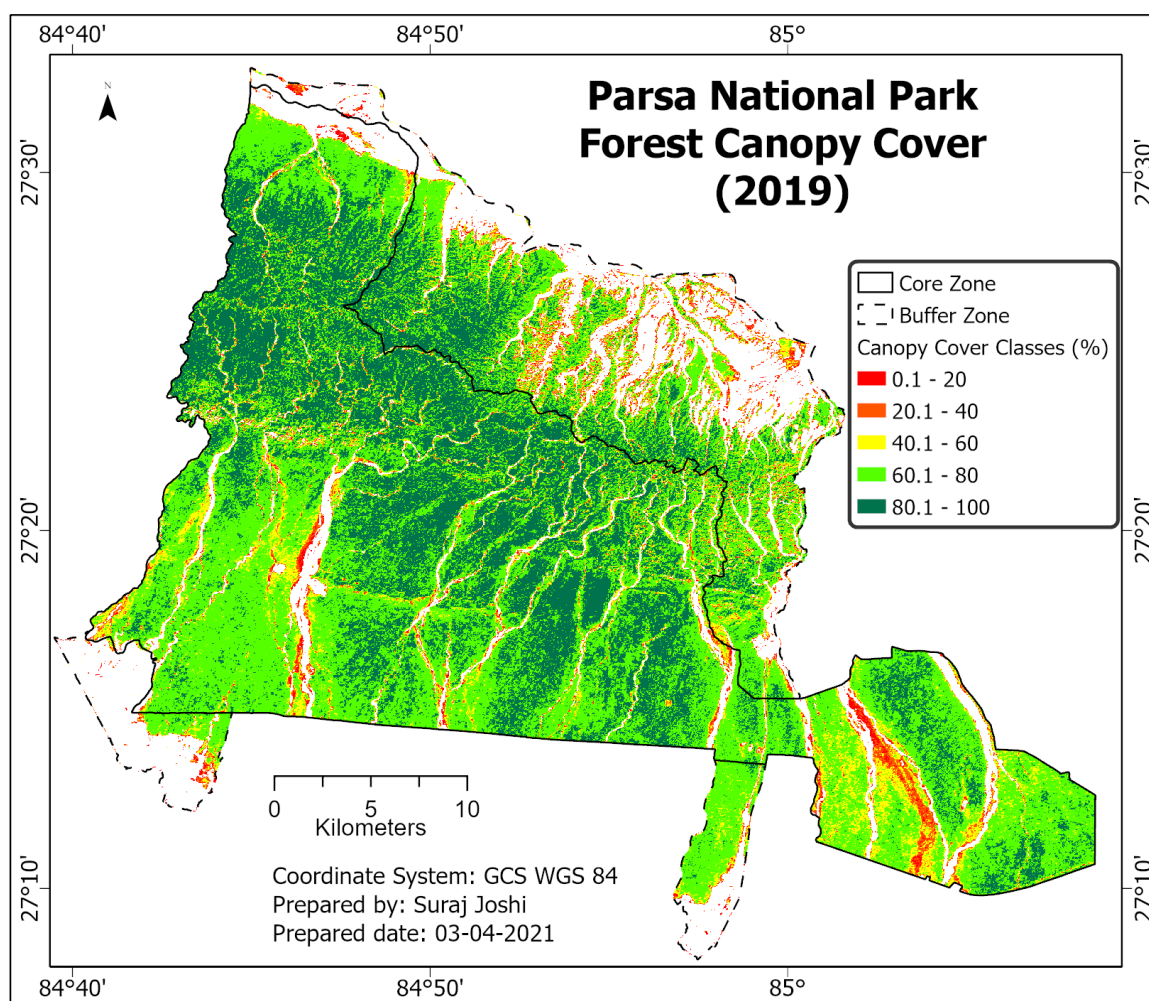 84°40'
84°50'
85°
N
Parsa National Park
Forest Canopy Cover
(2019)
27°30'
27°30'
Core Zone
Buffer Zone
Canopy Cover Classes (%)
0.1 - 20
20.1 - 40
40.1 - 60
60.1 - 80
80.1 - 100
27°20'
27°20'
0 5 10
Kilometers
27°10'
27°10'
Coordinate System: GCS WGS 84
Prepared by: Suraj Joshi
Prepared date: 03-04-2021
84°40'
84°50'
85°